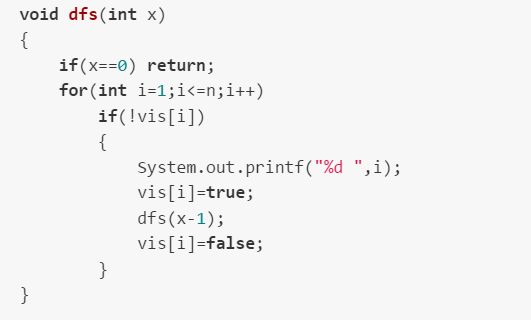 void dfs(int x)
{
    if(x==0) return;
    for(int i=1;i<=n;i++)
        if(!vis[i])
        {
            System.out.printf("%d ",i);
            vis[i]=true;
            dfs(x-1);
            vis[i]=false;
        }
}